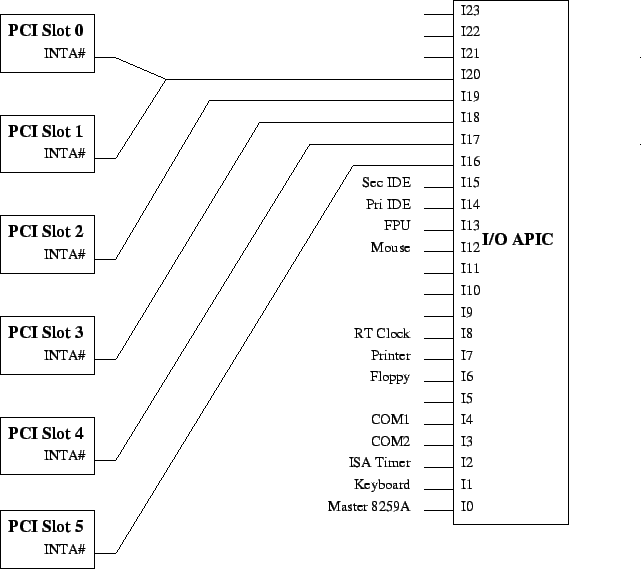 PCI Slot 0
INTA#
PCI Slot 1
INTA#
PCI Slot 2
INTA#
PCI Slot 3
INTA#
PCI Slot 4
INTA#
PCI Slot 5
INTA#
I23
I22
I21
I20
I19
I18
I17
I16
Sec IDE I15
Pri IDE I14
FPU I13
Mouse I12
I/O APIC
I11
I10
I9
RT Clock I8
Printer I7
Floppy I6
I5
COM1 I4
COM2 I3
ISA Timer I2
Keyboard I1
Master 8259A I0